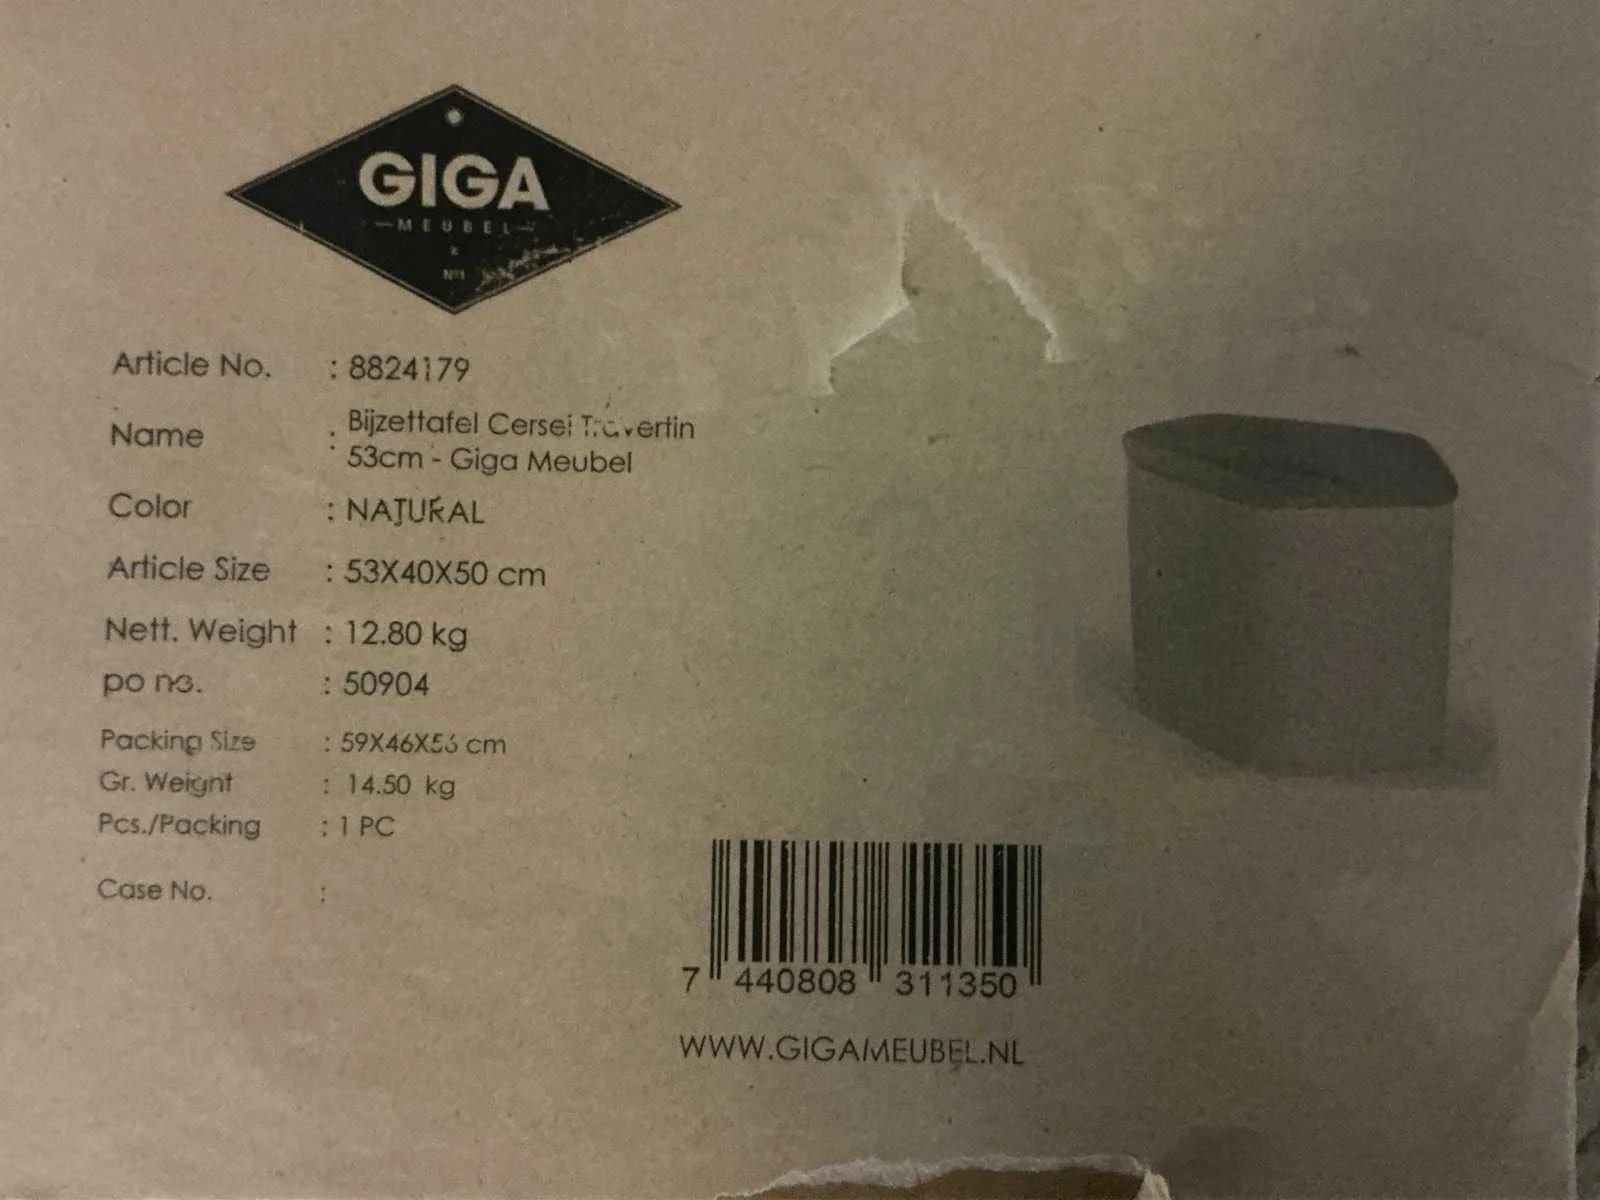 GIGA
MEUBEL
X
Nº1
Article No. : 8824179
Name : Bijzettafel Cersei Travertin
53cm - Giga Meubel
Color : NATURAL
Article Size : 53X40X50 cm
Nett. Weight : 12.80 kg
po no. : 50904
Packing Size : 59X46X56 cm
Gr. Weight : 14.50 kg
Pcs./Packing : 1 PC
Case No. :
7 440808 311350
WWW.GIGAMEUBEL.NL